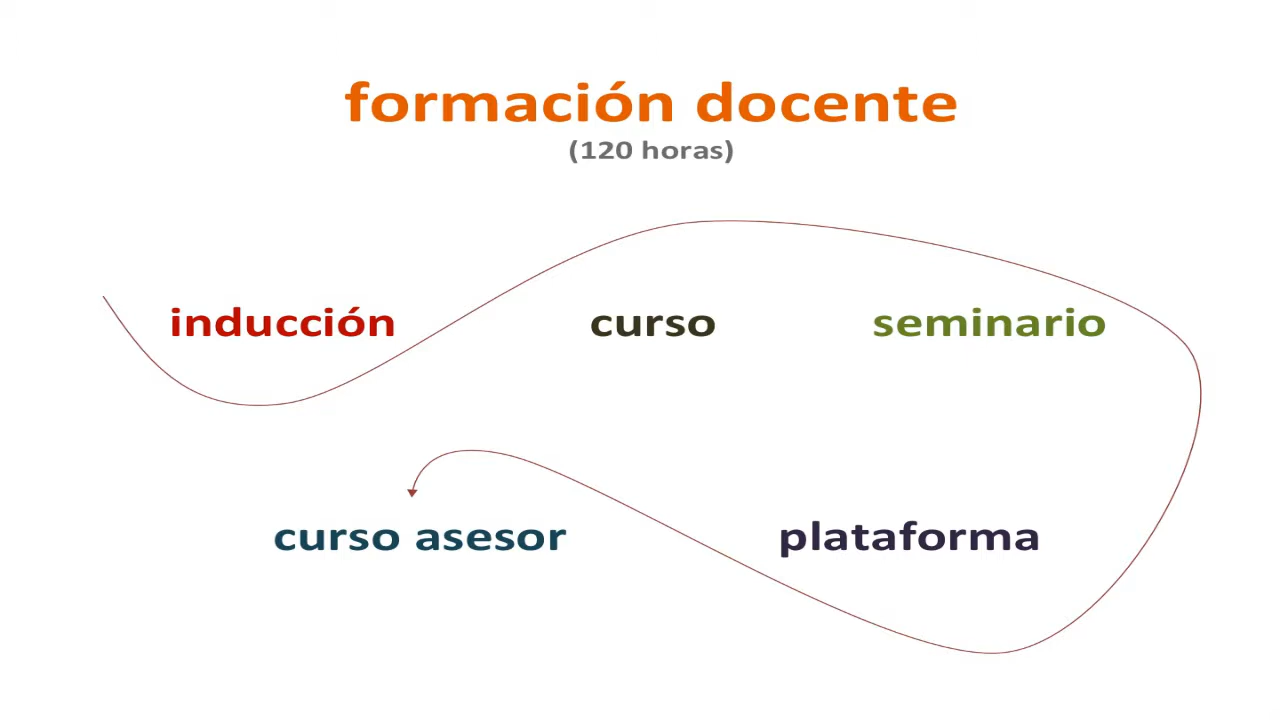 formación docente
(120 horas)
inducción
curso
seminario
curso asesor
plataforma